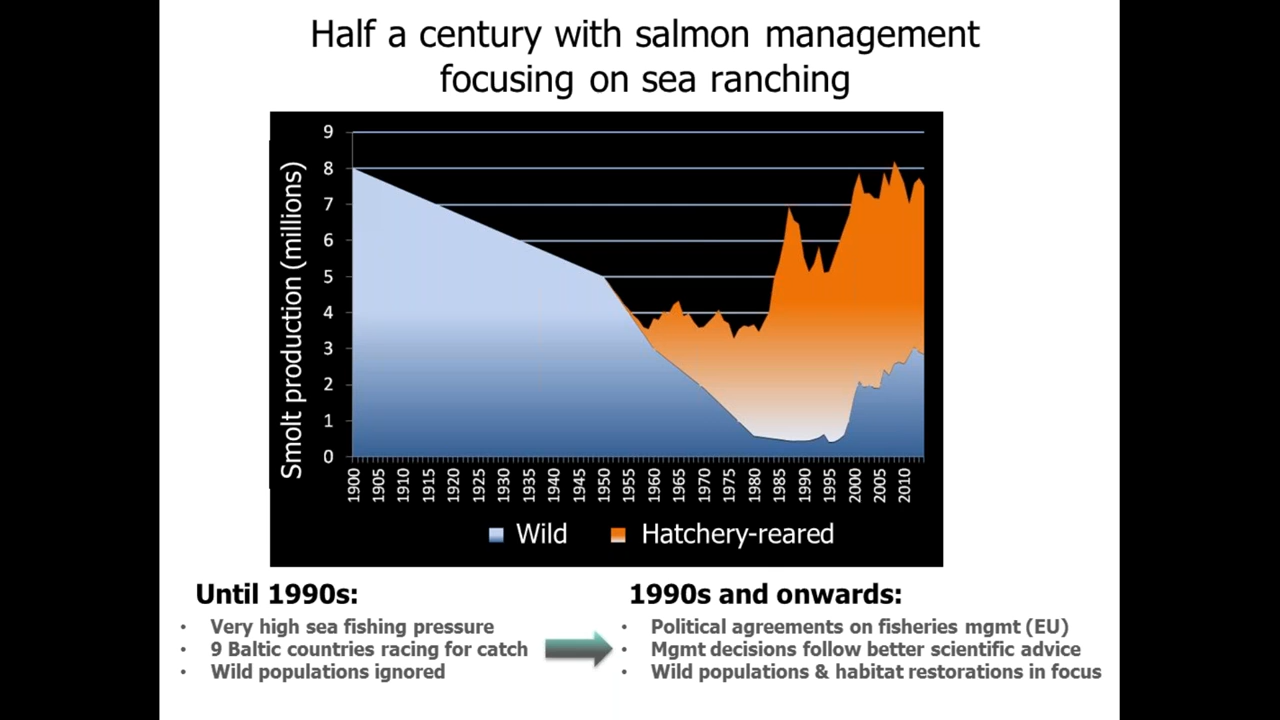 Half a century with salmon management
focusing on sea ranching
Smolt production (millions)
9
8
7
6
5
4
3
2
1
0
1900 1905 1910 1915 1920 1925 1930 1935 1940 1945 1950 1955 1960 1965 1970 1975 1980 1985 1990 1995 2000 2005 2010
Wild Hatchery-reared
Until 1990s:
• Very high sea fishing pressure
• 9 Baltic countries racing for catch
• Wild populations ignored
1990s and onwards:
• Political agreements on fisheries mgmt (EU)
• Mgmt decisions follow better scientific advice
• Wild populations & habitat restorations in focus